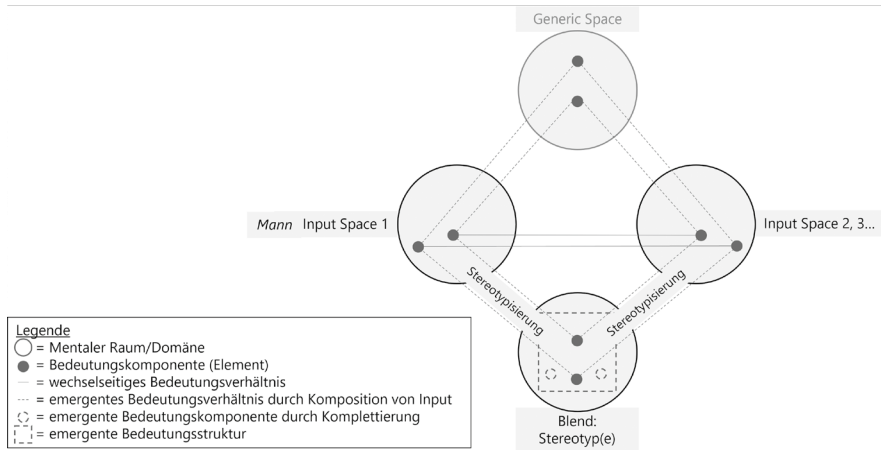 Generic Space
Mann Input Space 1
Input Space 2, 3...
Stereotypisierung
Stereotypisierung
Legende
= Mentaler Raum/Domäne
= Bedeutungskomponente (Element)
= wechselseitiges Bedeutungsverhältnis
= emergentes Bedeutungsverhältnis durch Komposition von Input
= emergente Bedeutungskomponente durch Komplettierung
= emergente Bedeutungsstruktur
Blend:
Stereotyp(e)